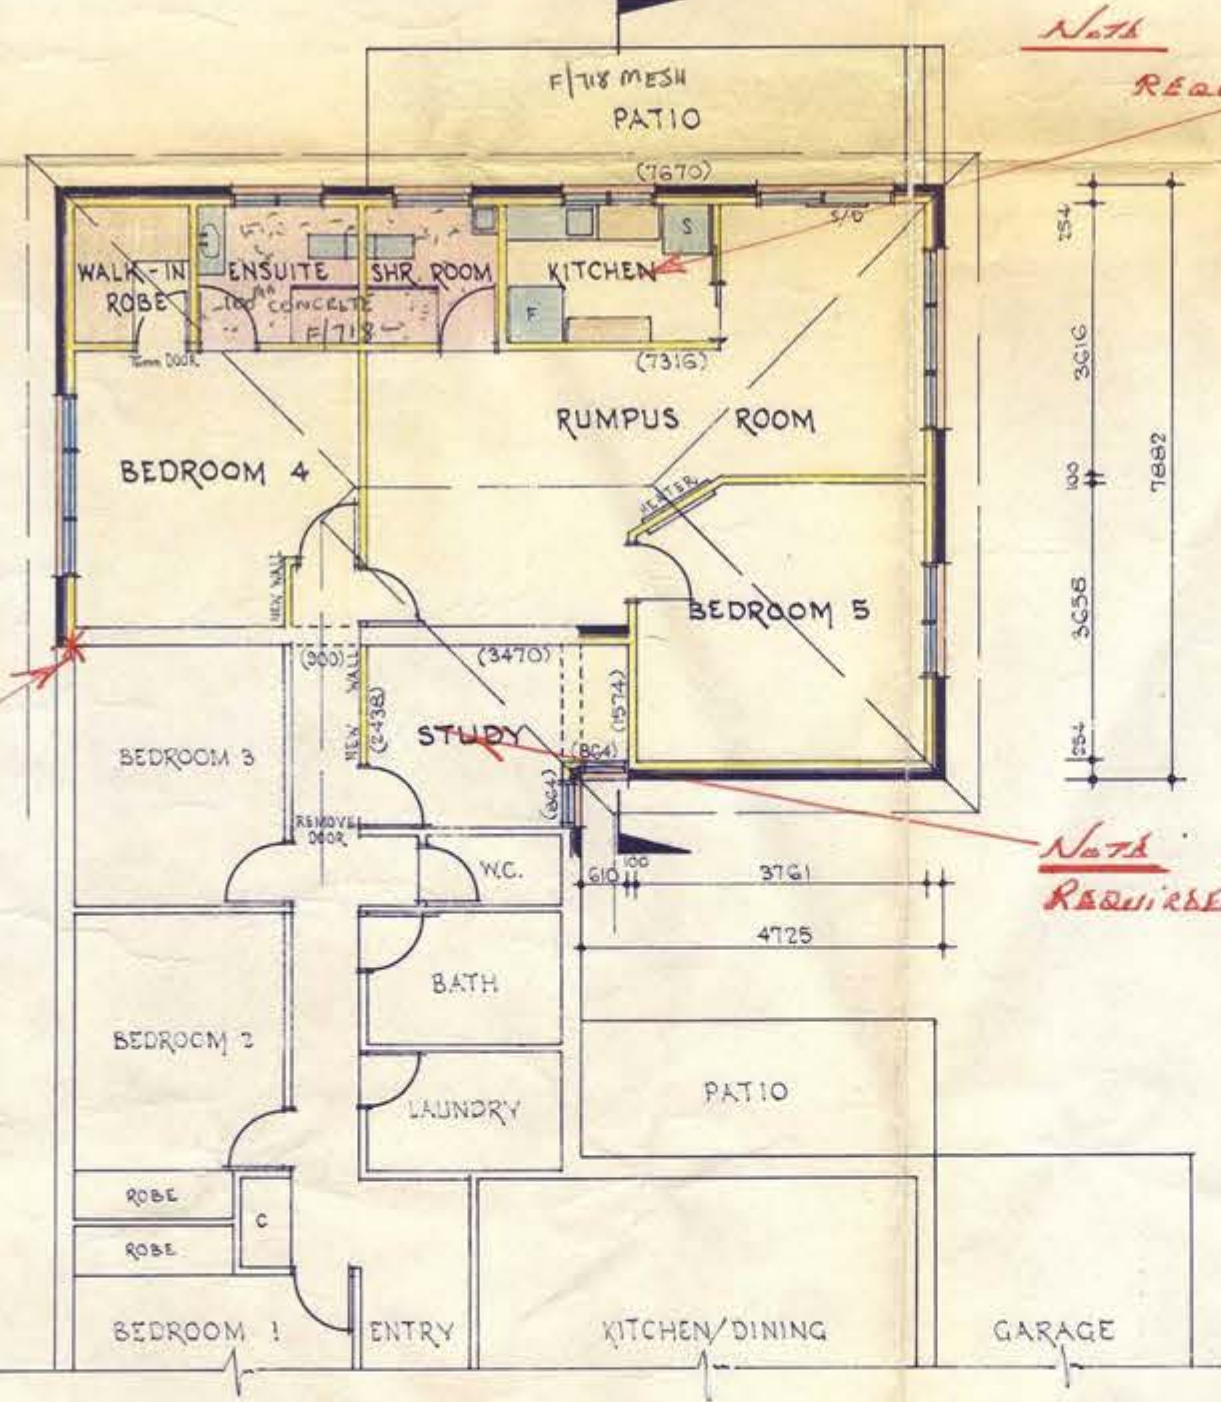 NOTE
F/718 MESH
PATIO
(7670)
S/D
WALK-IN
ROBE
ENSUITE
SHR. ROOM
KITCHEN
S
F
100 MM CONCRETE
F/718
DOOR
(7316)
RUMPUS ROOM
BEDROOM 4
HEATER
BEDROOM 5
NEW WALL
254
3616
100
7882
3658
254
(900)
NEW WALL
(2438)
(3470)
(1574)
STUDY
(864)
(864)
BEDROOM 3
REMOVE
DOOR
W.C.
610
100
3761
4725
NOTE
BATH
BEDROOM 2
LAUNDRY
PATIO
ROBE
C
ROBE
BEDROOM 1
ENTRY
KITCHEN/DINING
GARAGE